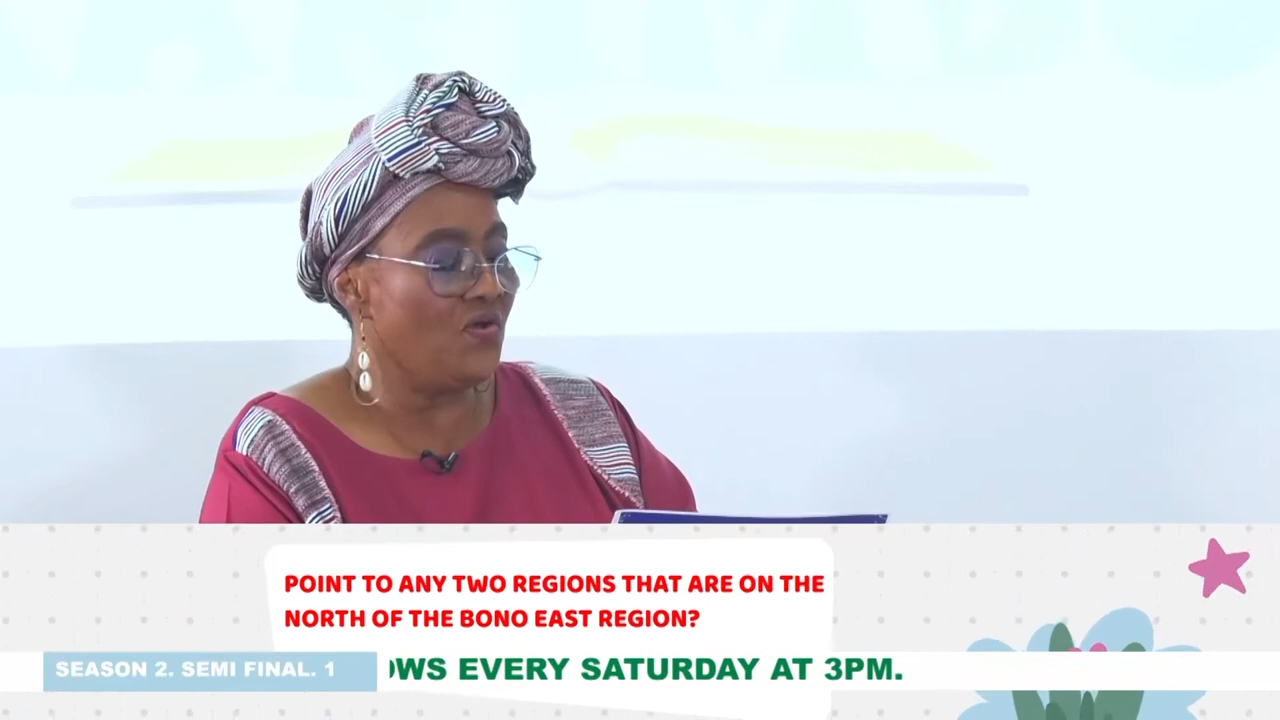 POINT TO ANY TWO REGIONS THAT ARE ON THE
NORTH OF THE BONO EAST REGION?
SEASON 2. SEMI FINAL. 1
EVERY SATURDAY AT 3PM.